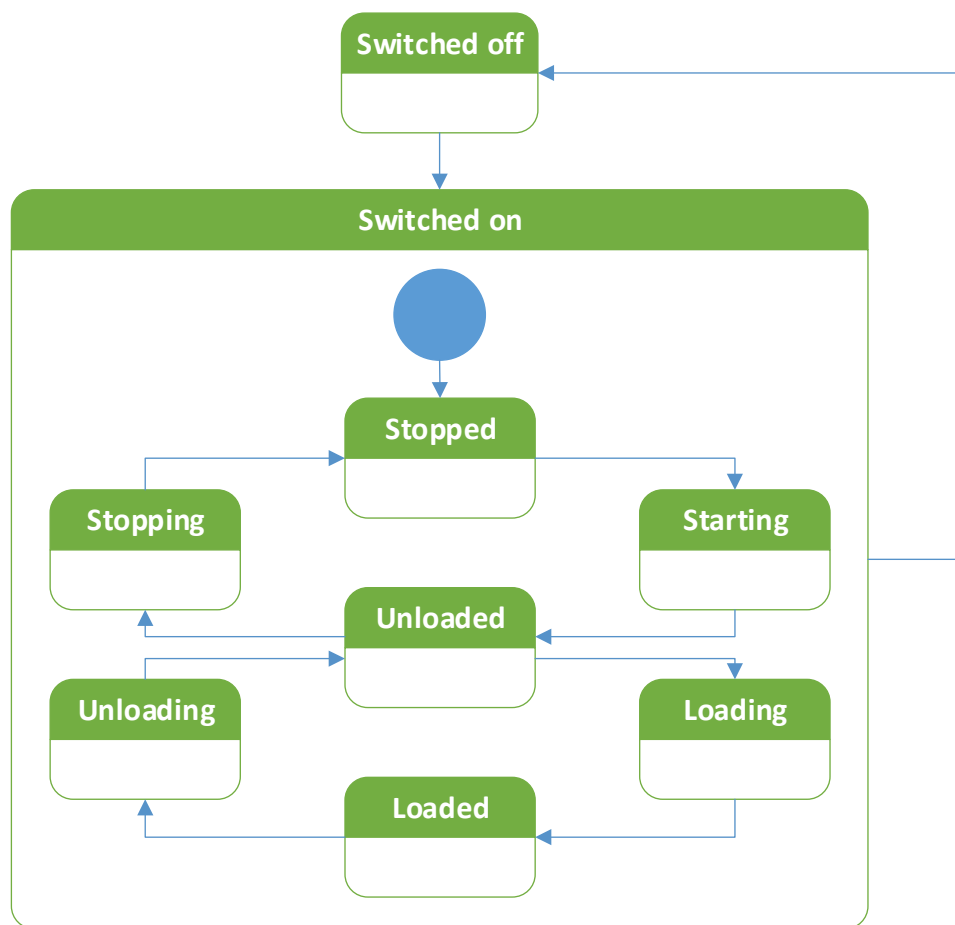 Switched off
Switched on
Stopped
Stopping
Starting
Unloaded
Unloading
Loading
Loaded